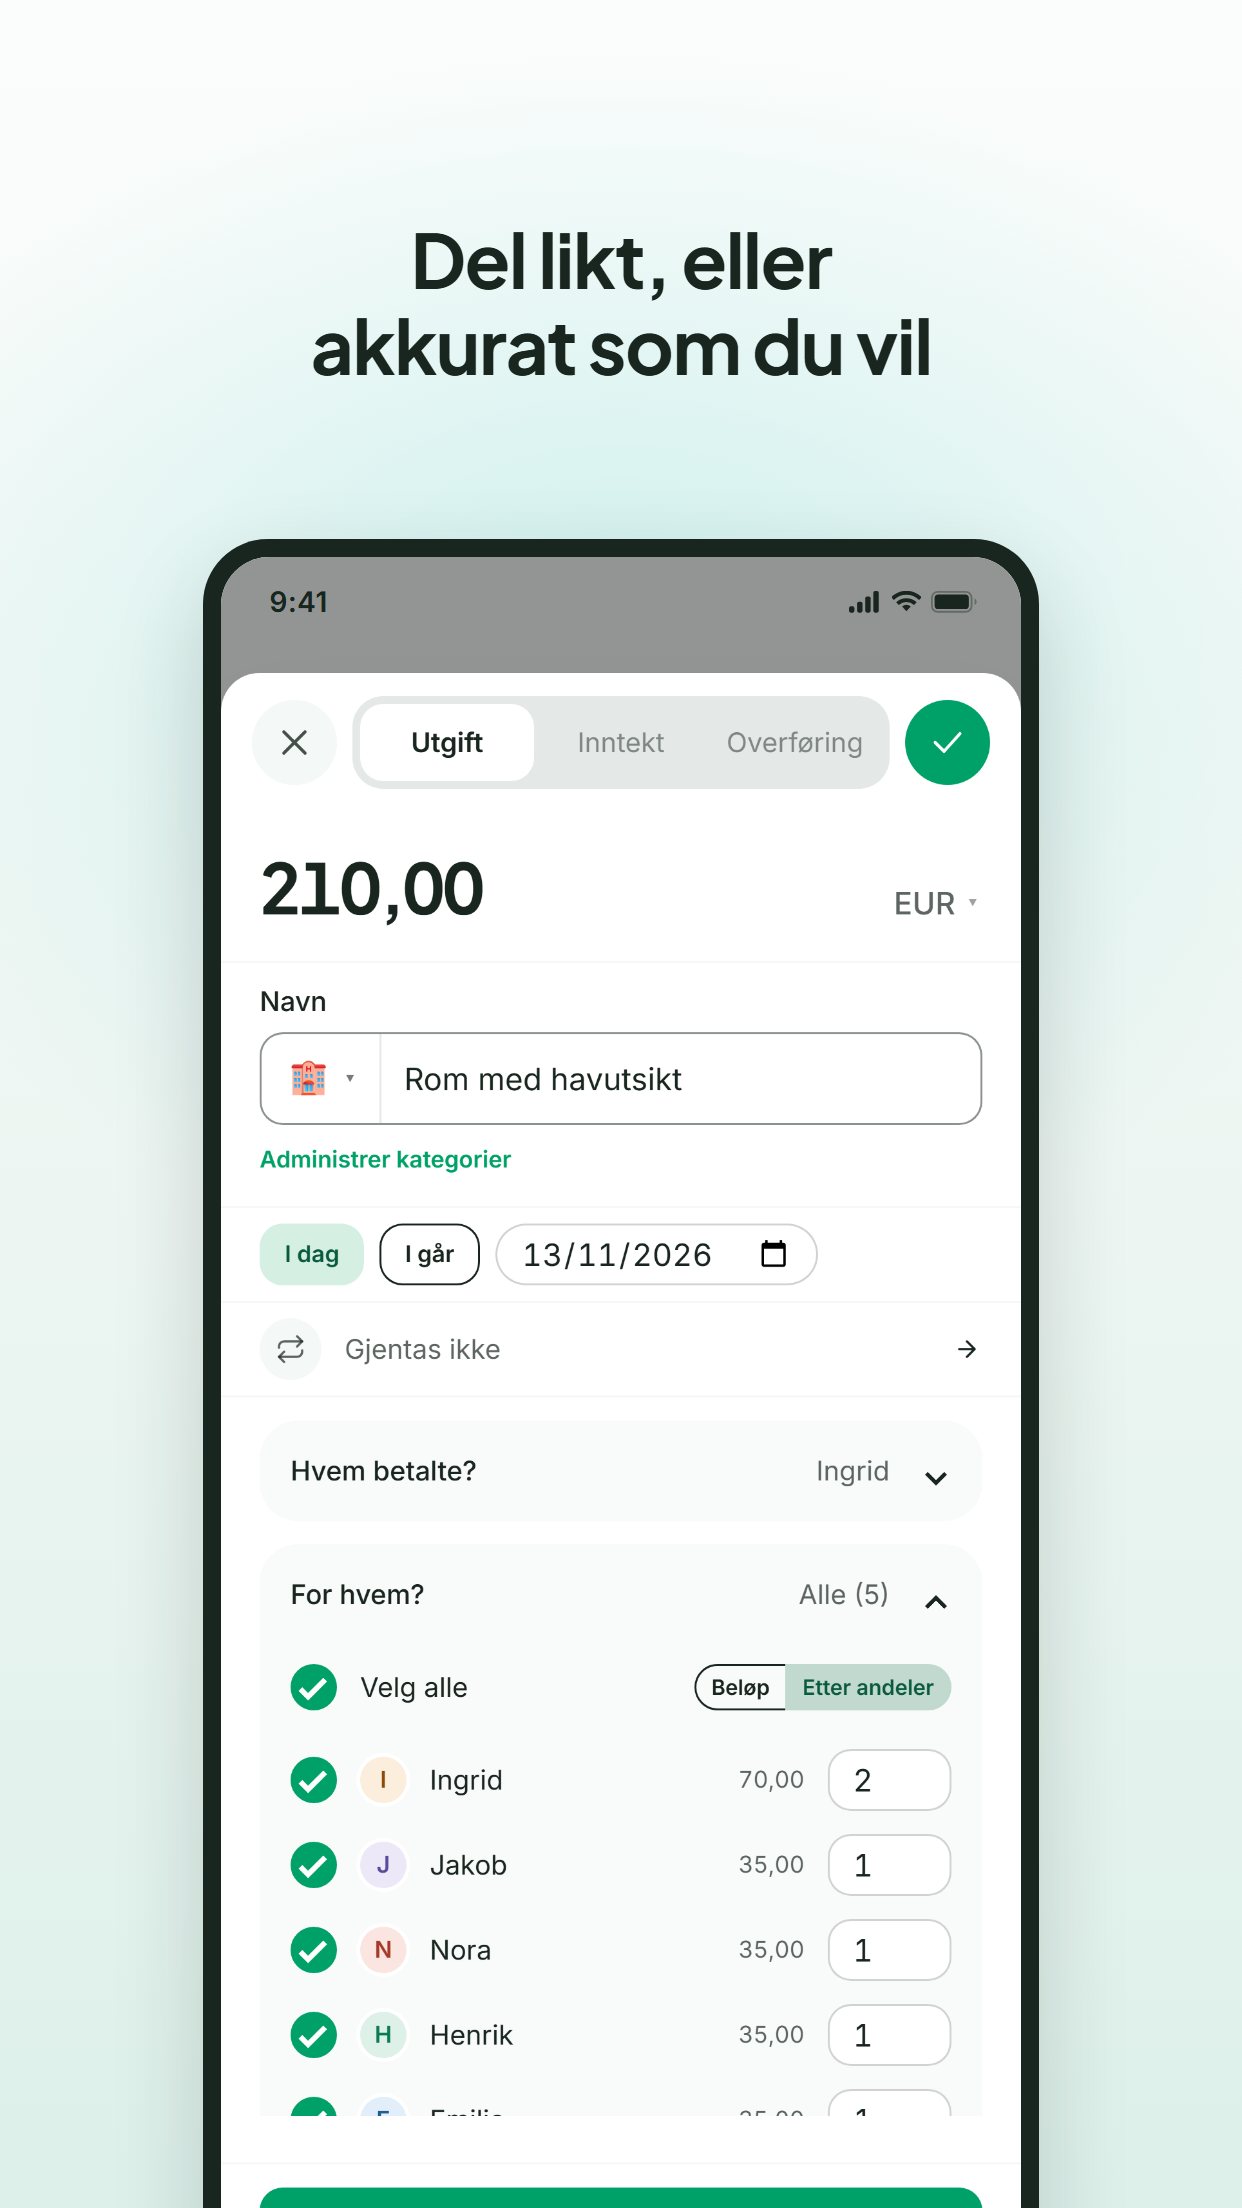 Del likt, eller
akkurat som du vil
9:41
Utgift
Inntekt
Overføring
210,00
EUR
Navn
Rom med havutsikt
Administrer kategorier
I dag
I går
13/11/2026
Gjentas ikke
Hvem betalte?
Ingrid
For hvem?
Alle (5)
Velg alle
Beløp
Etter andeler
I
Ingrid
70,00
2
J
Jakob
35,00
1
N
Nora
35,00
1
H
Henrik
35,00
1